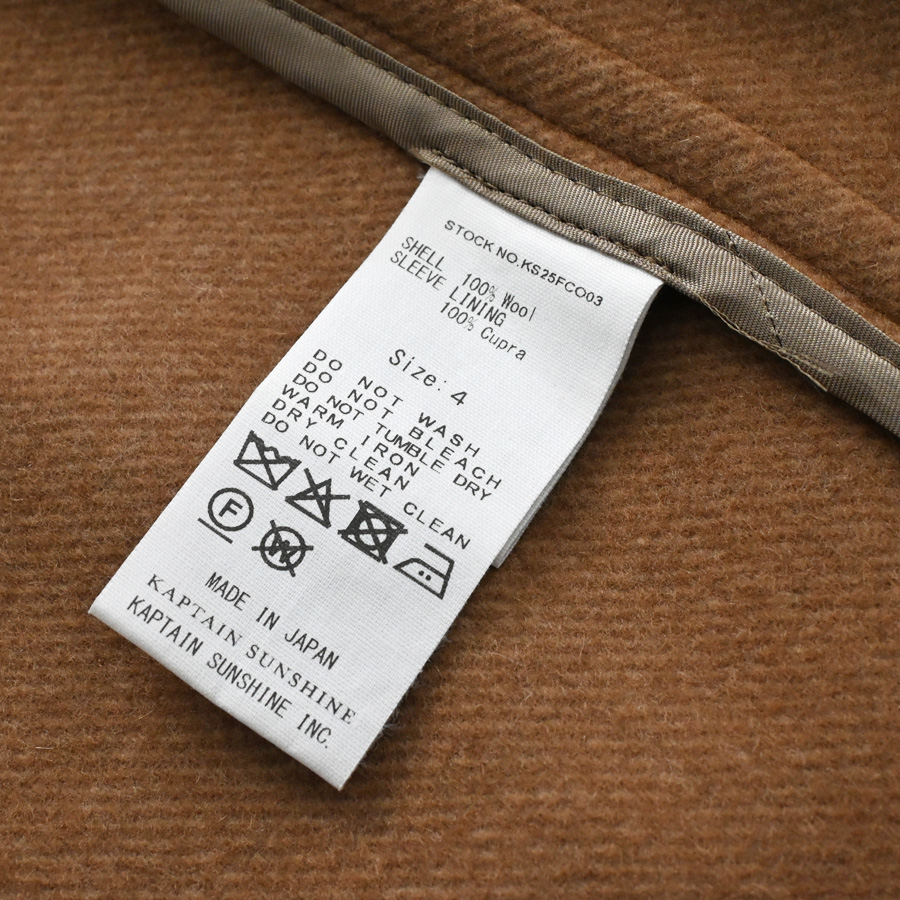 STOCK NO.KS25FCO03
SHELL 100% Wool
SLEEVE LINING
100% Cupra
Size: 4
DO NOT WASH
DO NOT BLEACH
DO NOT TUMBLE DRY
WARM IRON
DRY CLEAN
DO NOT WET CLEAN
F
W
MADE IN JAPAN
KAPTAIN SUNSHINE
KAPTAIN SUNSHINE INC.